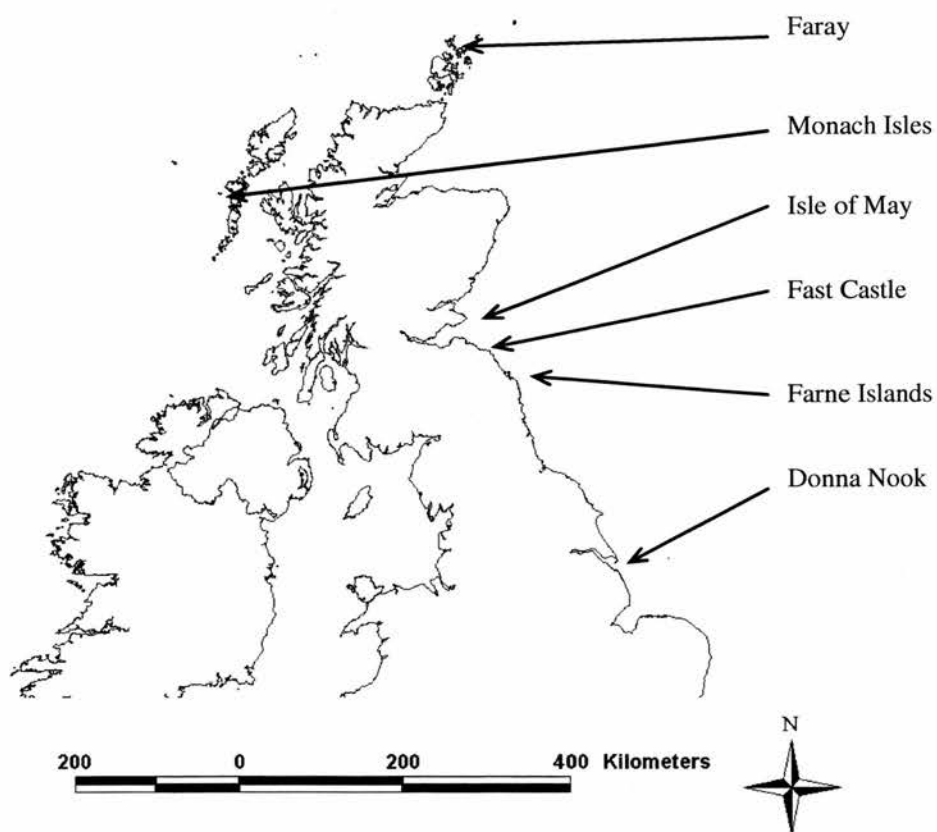 Faray
Monach Isles
Isle of May
Fast Castle
Farne Islands
Donna Nook
N
200 0 200 400 Kilometers